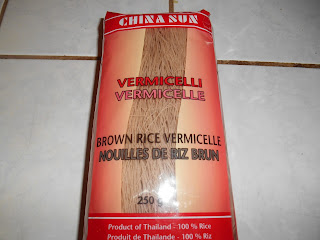 CHINA SUN
VERMICELLI
VERMICELLE
BROWN RICE VERMICELLE
NOUILLES DE RIZ BRUN
250
Product of Thailand - 100 % Rice
Produit de Thaïlande - 100 % Riz